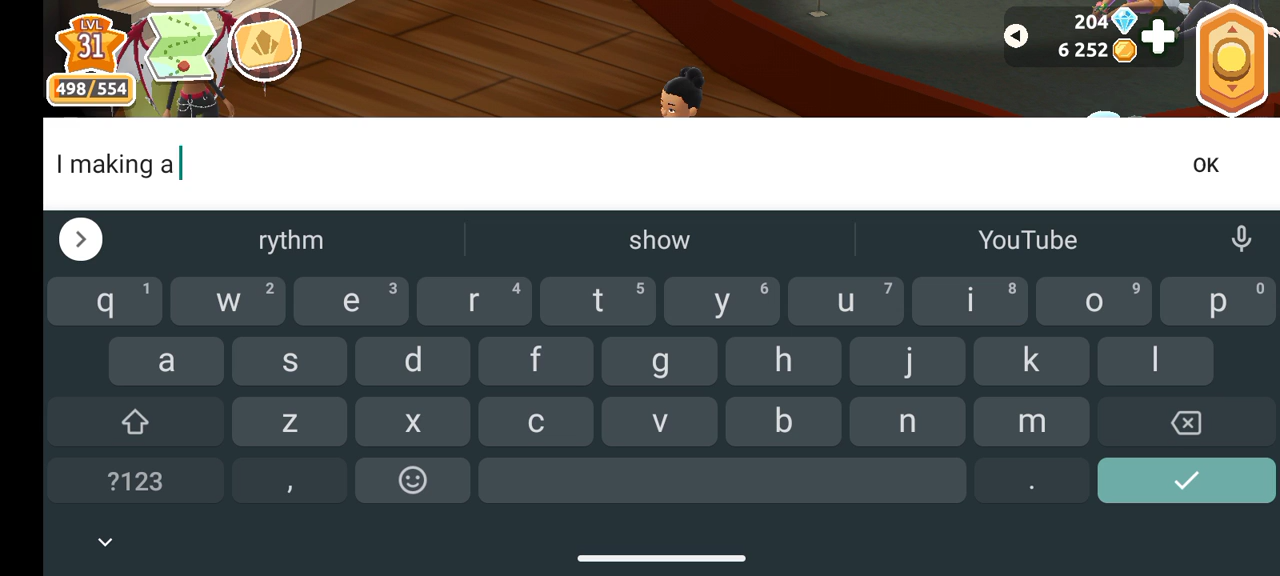 LVL
31
498/554
204
6 252
I making a
OK
rythm show YouTube
q 1 w 2 e 3 r 4 t 5 y 6 u 7 i 8 o 9 p 0
a s d f g h j k l
z x c v b n m
?123 , .